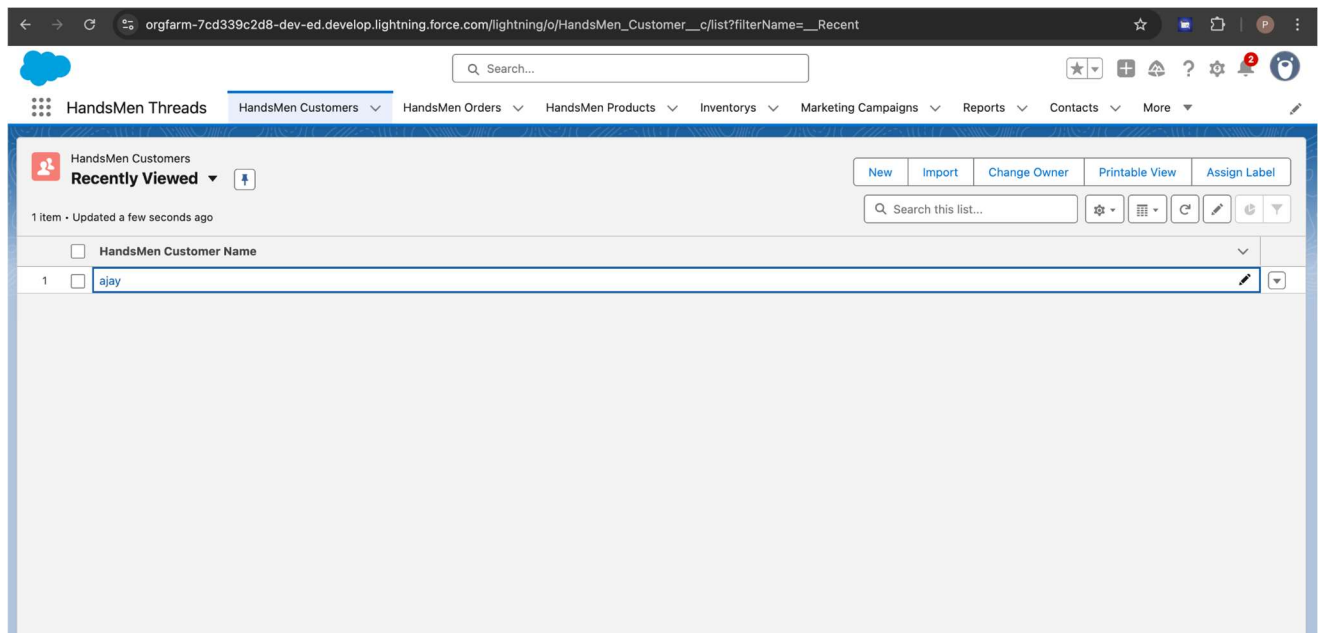 orgfarm-7cd339c2d8-dev-ed.develop.lightning.force.com/lightning/o/HandsMen_Customer__c/list?filterName=__Recent P
Search... 2
HandsMen Threads HandsMen Customers HandsMen Orders HandsMen Products Inventorys Marketing Campaigns Reports Contacts More
HandsMen Customers
Recently Viewed
New Import Change Owner Printable View Assign Label
1 item • Updated a few seconds ago
Search this list...
HandsMen Customer Name
1 ajay